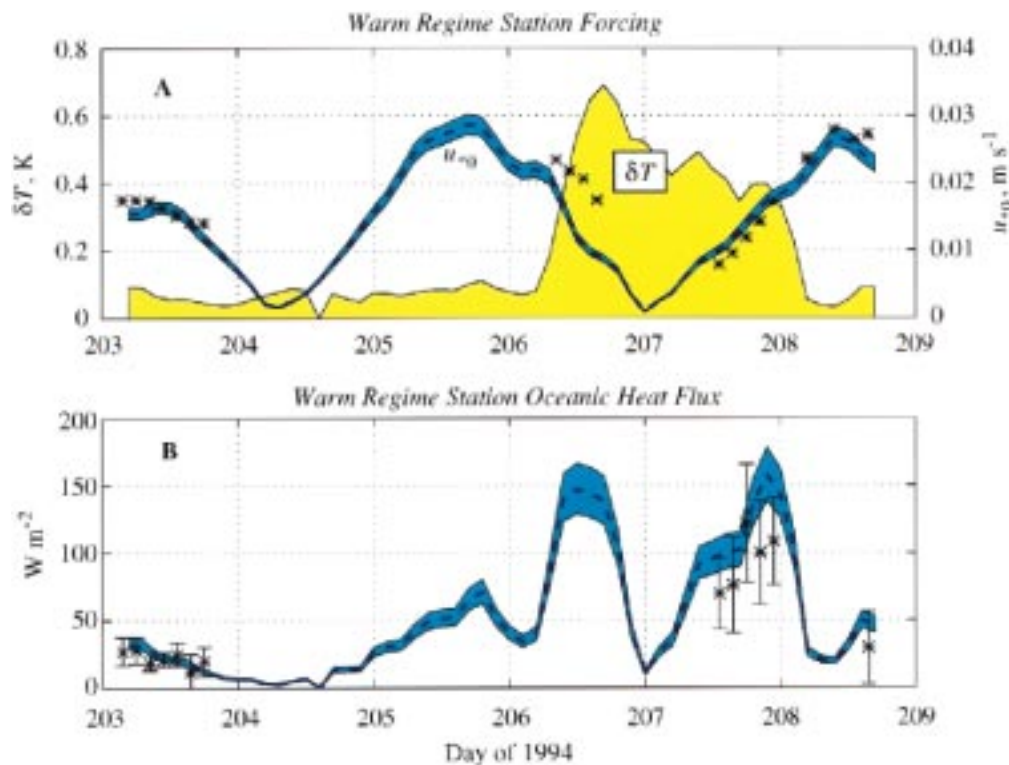 Warm Regime Station Forcing
0.8 0.04
A
0.6 0.03
u*0
δT
δT, K
0.4 0.02
u*0, m s-1
0.2 0.01
0 0
203 204 205 206 207 208 209
Warm Regime Station Oceanic Heat Flux
200
B
150
W m-2
100
50
0
203 204 205 206 207 208 209
Day of 1994